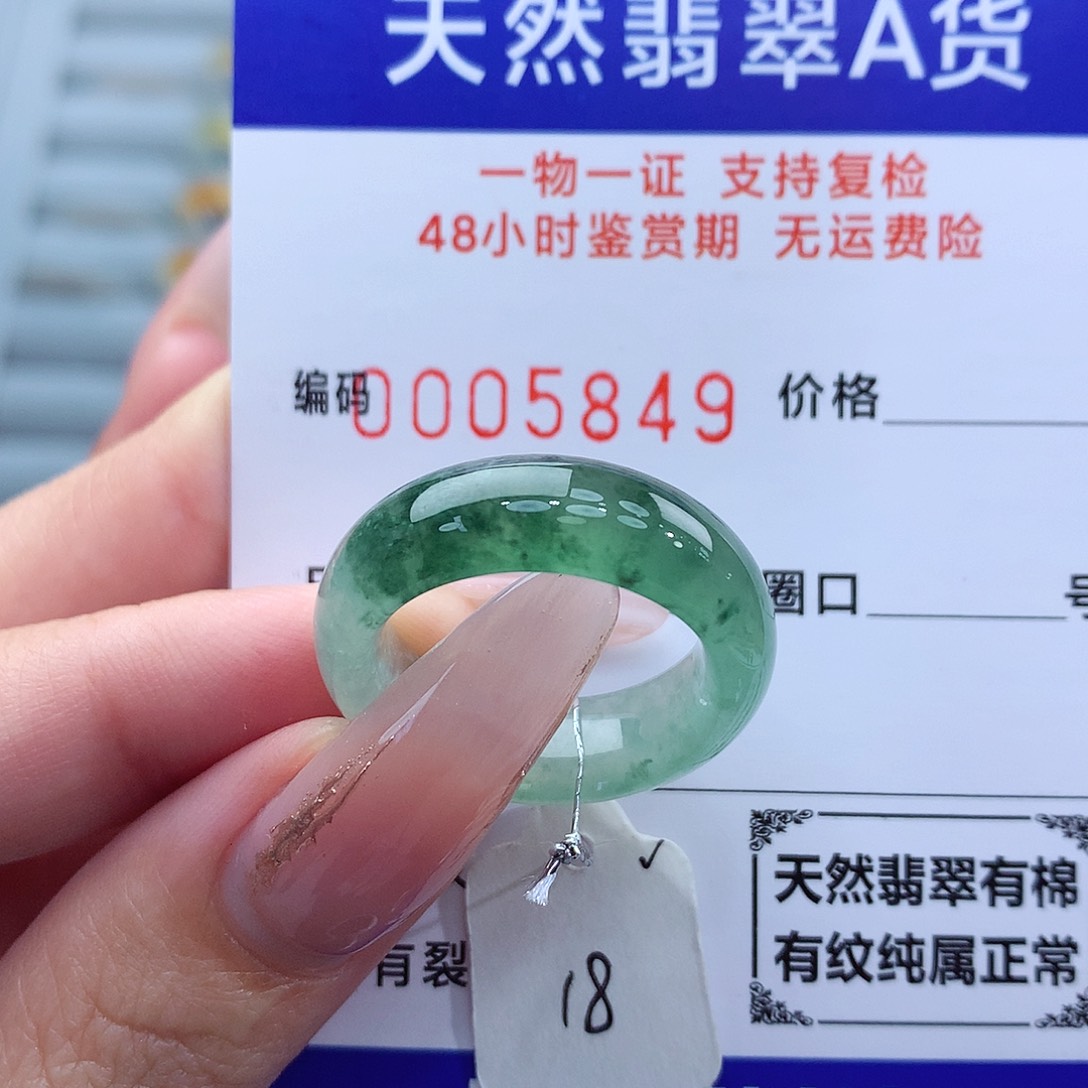 天然翡翠A货
一物一证 支持复检
48小时鉴赏期 无运费险
编码0005849 价格
圈口 号
天然翡翠有棉
有纹纯属正常
有裂
18